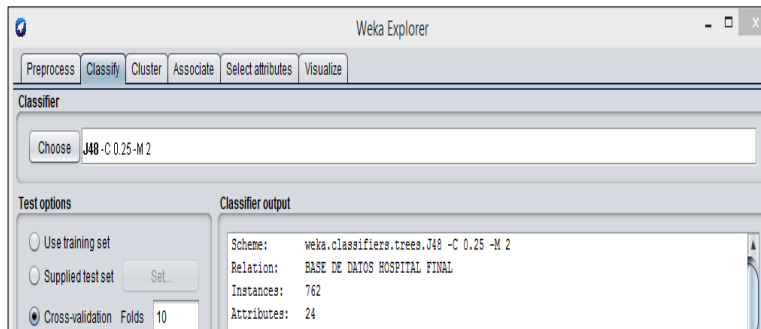 Weka Explorer
Preprocess Classify Cluster Associate Select attributes Visualize
Classifier
Choose J48 -C 0.25 -M 2
Test options
Use training set
Supplied test set Set...
Cross-validation Folds 10
Classifier output
Scheme: weka.classifiers.trees.J48 -C 0.25 -M 2
Relation: BASE DE DATOS HOSPITAL FINAL
Instances: 762
Attributes: 24